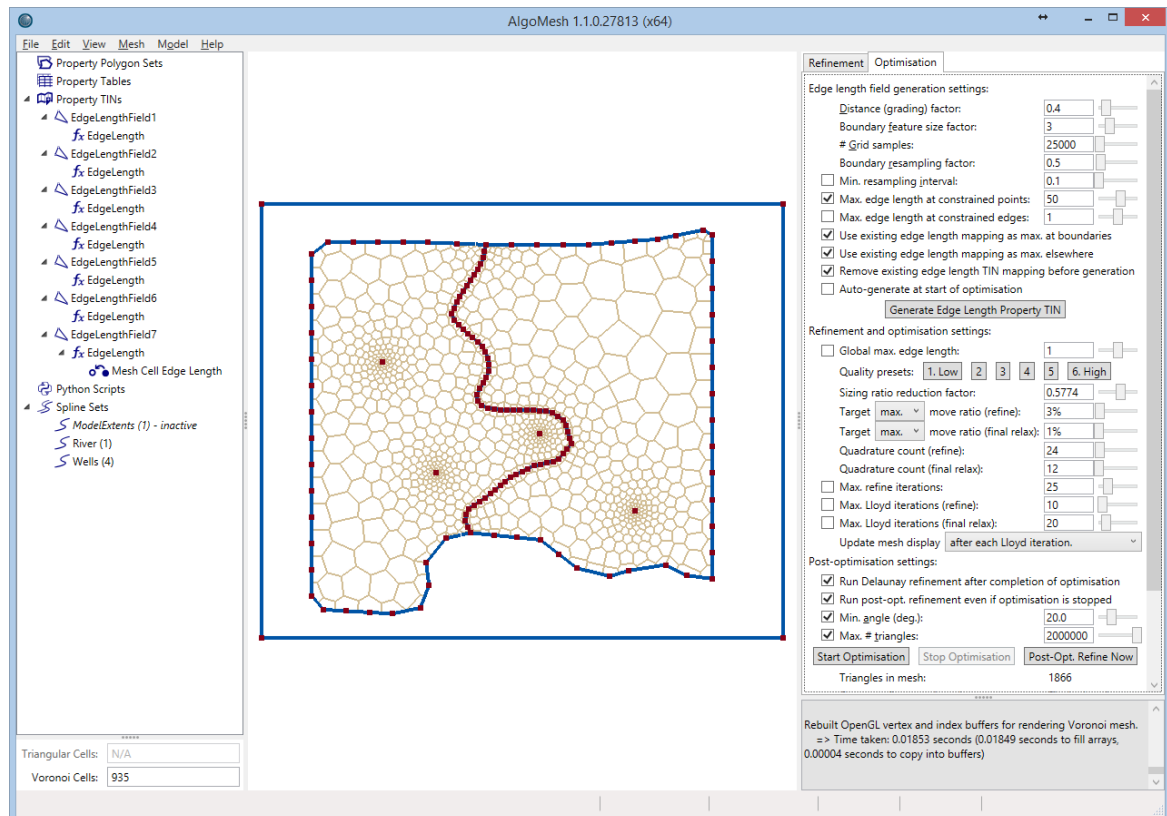 AlgoMesh 1.1.0.27813 (x64)
File Edit View Mesh Model Help
Property Polygon Sets
Property Tables
Property TINs
EdgeLengthField1
fx EdgeLength
EdgeLengthField2
fx EdgeLength
EdgeLengthField3
fx EdgeLength
EdgeLengthField4
fx EdgeLength
EdgeLengthField5
fx EdgeLength
EdgeLengthField6
fx EdgeLength
EdgeLengthField7
fx EdgeLength
Mesh Cell Edge Length
Python Scripts
Spline Sets
ModelExtents (1) - inactive
River (1)
Wells (4)
Triangular Cells: N/A
Voronoi Cells: 935
Refinement Optimisation
Edge length field generation settings:
Distance (grading) factor: 0.4
Boundary feature size factor: 3
# Grid samples: 25000
Boundary resampling factor: 0.5
Min. resampling interval: 0.1
Max. edge length at constrained points: 50
Max. edge length at constrained edges: 1
Use existing edge length mapping as max. at boundaries
Use existing edge length mapping as max. elsewhere
Remove existing edge length TIN mapping before generation
Auto-generate at start of optimisation
Generate Edge Length Property TIN
Refinement and optimisation settings:
Global max. edge length: 1
Quality presets: 1. Low 2 3 4 5 6. High
Sizing ratio reduction factor: 0.5774
Target max. move ratio (refine): 3%
Target max. move ratio (final relax): 1%
Quadrature count (refine): 24
Quadrature count (final relax): 12
Max. refine iterations: 25
Max. Lloyd iterations (refine): 10
Max. Lloyd iterations (final relax): 20
Update mesh display after each Lloyd iteration.
Post-optimisation settings:
Run Delaunay refinement after completion of optimisation
Run post-opt. refinement even if optimisation is stopped
Min. angle (deg.): 20.0
Max. # triangles: 2000000
Start Optimisation Stop Optimisation Post-Opt. Refine Now
Triangles in mesh: 1866
Rebuilt OpenGL vertex and index buffers for rendering Voronoi mesh.
=> Time taken: 0.01853 seconds (0.01849 seconds to fill arrays,
0.00004 seconds to copy into buffers)